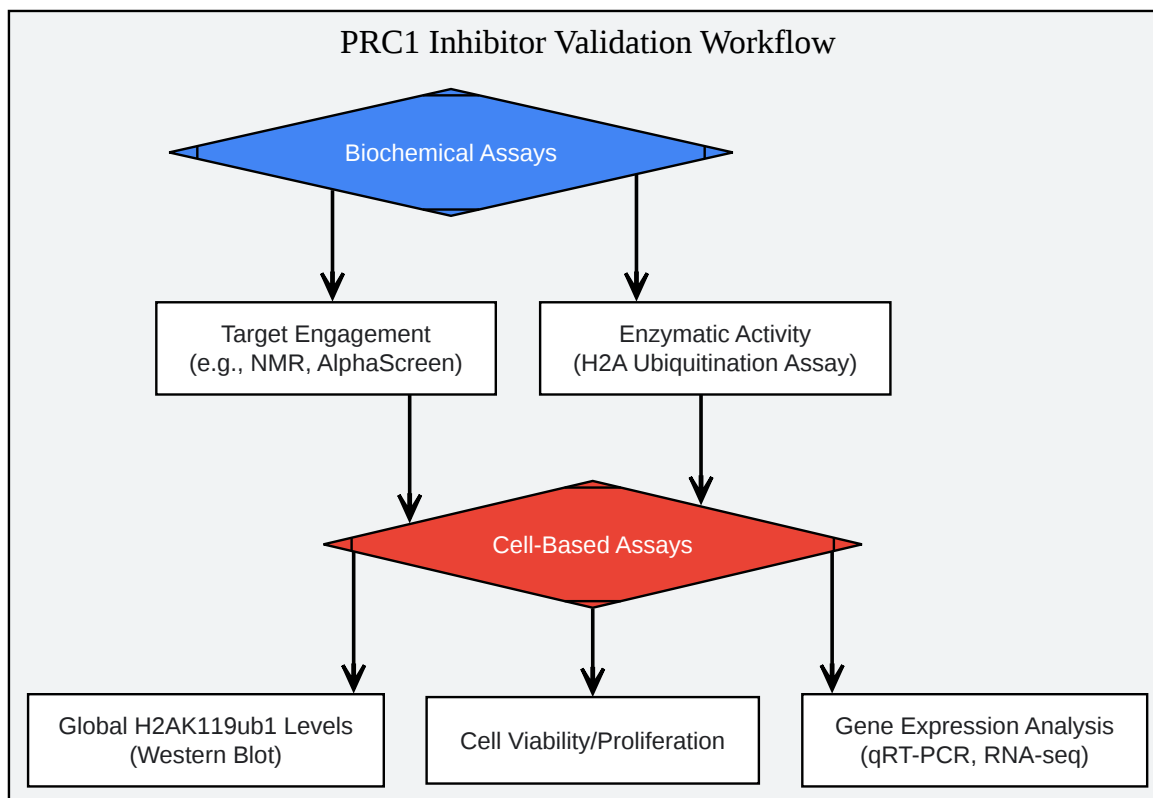 PRC1 Inhibitor Validation Workflow
Biochemical Assays
Target Engagement
(e.g., NMR, AlphaScreen)
Enzymatic Activity
(H2A Ubiquitination Assay)
Cell-Based Assays
Global H2AK119ub1 Levels
(Western Blot)
Cell Viability/Proliferation
Gene Expression Analysis
(qRT-PCR, RNA-seq)